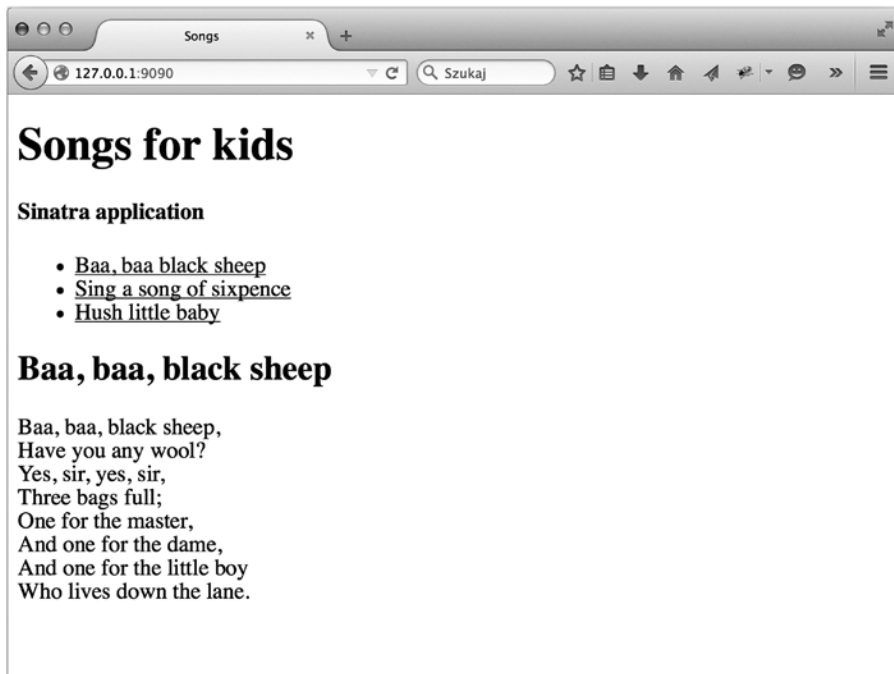 Songs
127.0.0.1:9090
Szukaj
Songs for kids
Sinatra application
Baa, baa black sheep
Sing a song of sixpence
Hush little baby
Baa, baa, black sheep
Baa, baa, black sheep,
Have you any wool?
Yes, sir, yes, sir,
Three bags full;
One for the master,
And one for the dame,
And one for the little boy
Who lives down the lane.